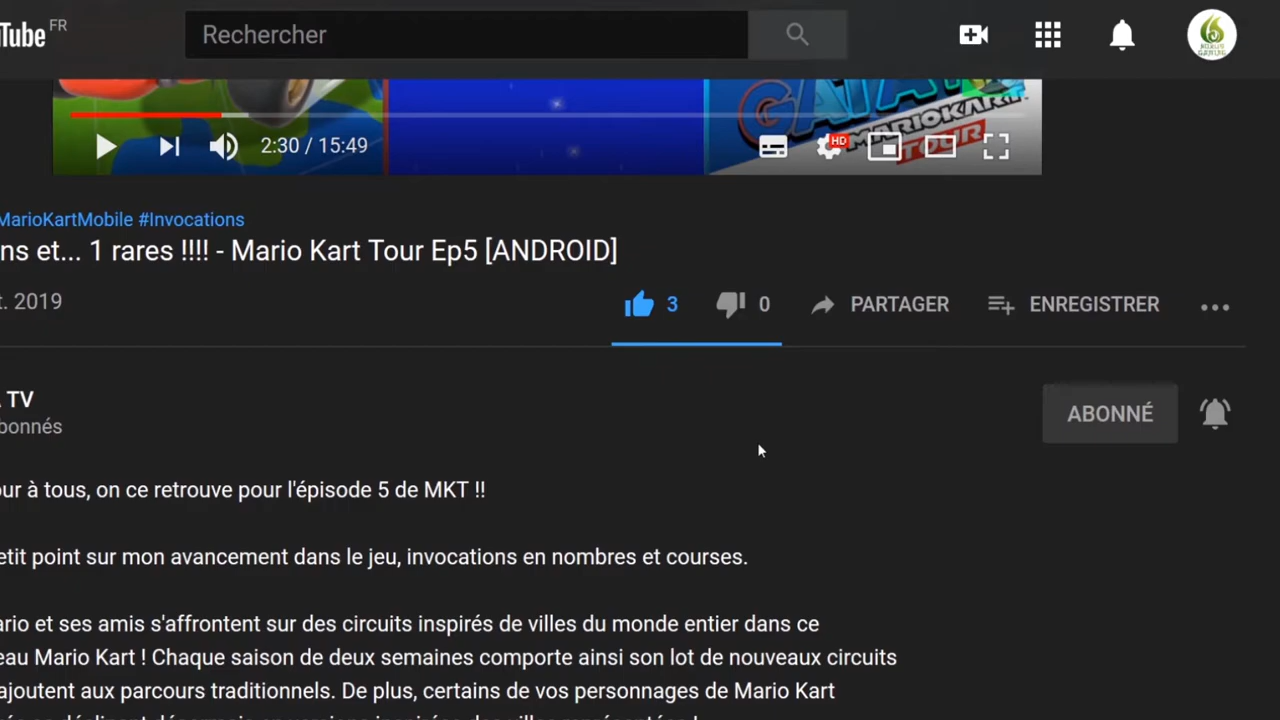 Tube FR
Rechercher
MARIOKART
TOUR
HD
2:30 / 15:49
MarioKartMobile #Invocations
ns et... 1 rares !!!! - Mario Kart Tour Ep5 [ANDROID]
t. 2019
3
0
PARTAGER
ENREGISTRER
TV
ABONNÉ
bonnés
ur à tous, on ce retrouve pour l'épisode 5 de MKT !!
etit point sur mon avancement dans le jeu, invocations en nombres et courses.
ario et ses amis s'affrontent sur des circuits inspirés de villes du monde entier dans ce
eau Mario Kart ! Chaque saison de deux semaines comporte ainsi son lot de nouveaux circuits
ajoutent aux parcours traditionnels. De plus, certains de vos personnages de Mario Kart